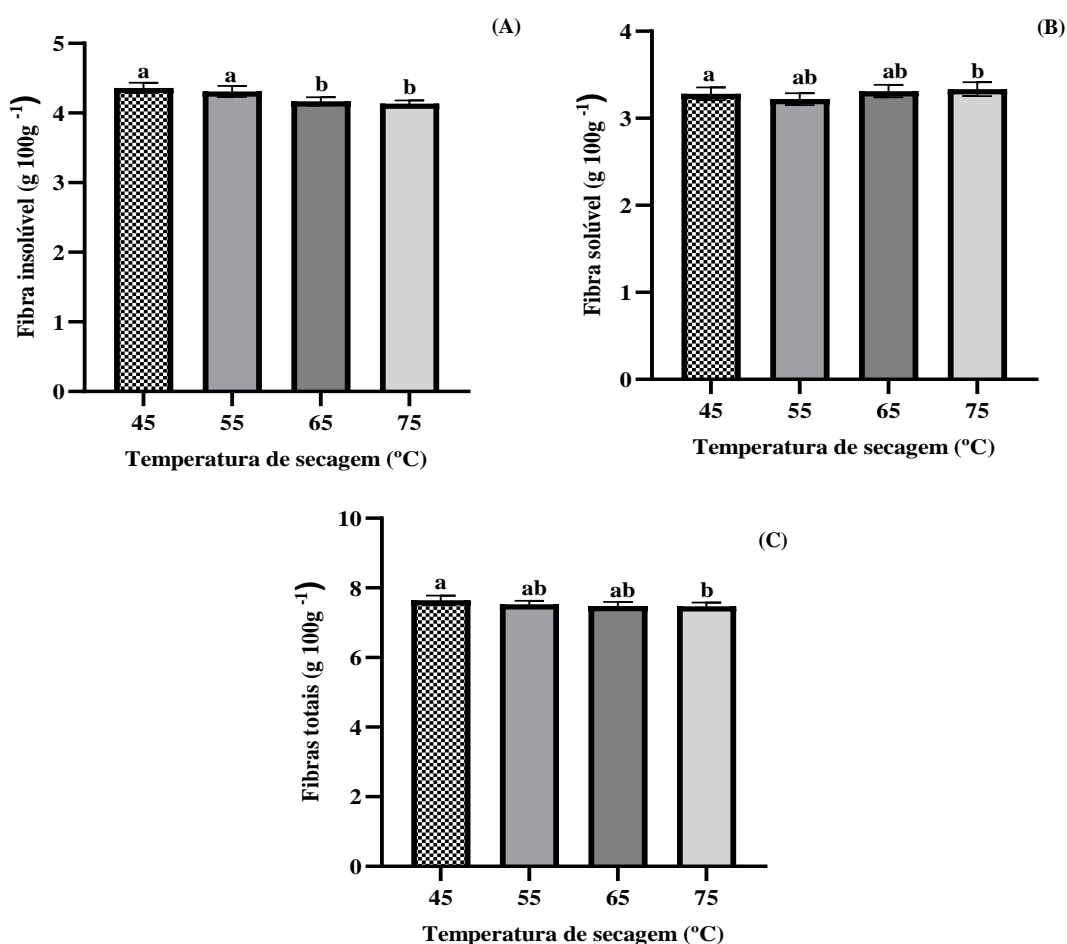 (A)
Fibra insolúvel (g 100g -1)
5
4
3
2
1
0
a a b b
45 55 65 75
Temperatura de secagem (ºC)
(B)
Fibra solúvel (g 100g -1)
4
3
2
1
0
a ab ab b
45 55 65 75
Temperatura de secagem (ºC)
(C)
Fibras totais (g 100g -1)
10
8
6
4
2
0
a ab ab b
45 55 65 75
Temperatura de secagem (ºC)